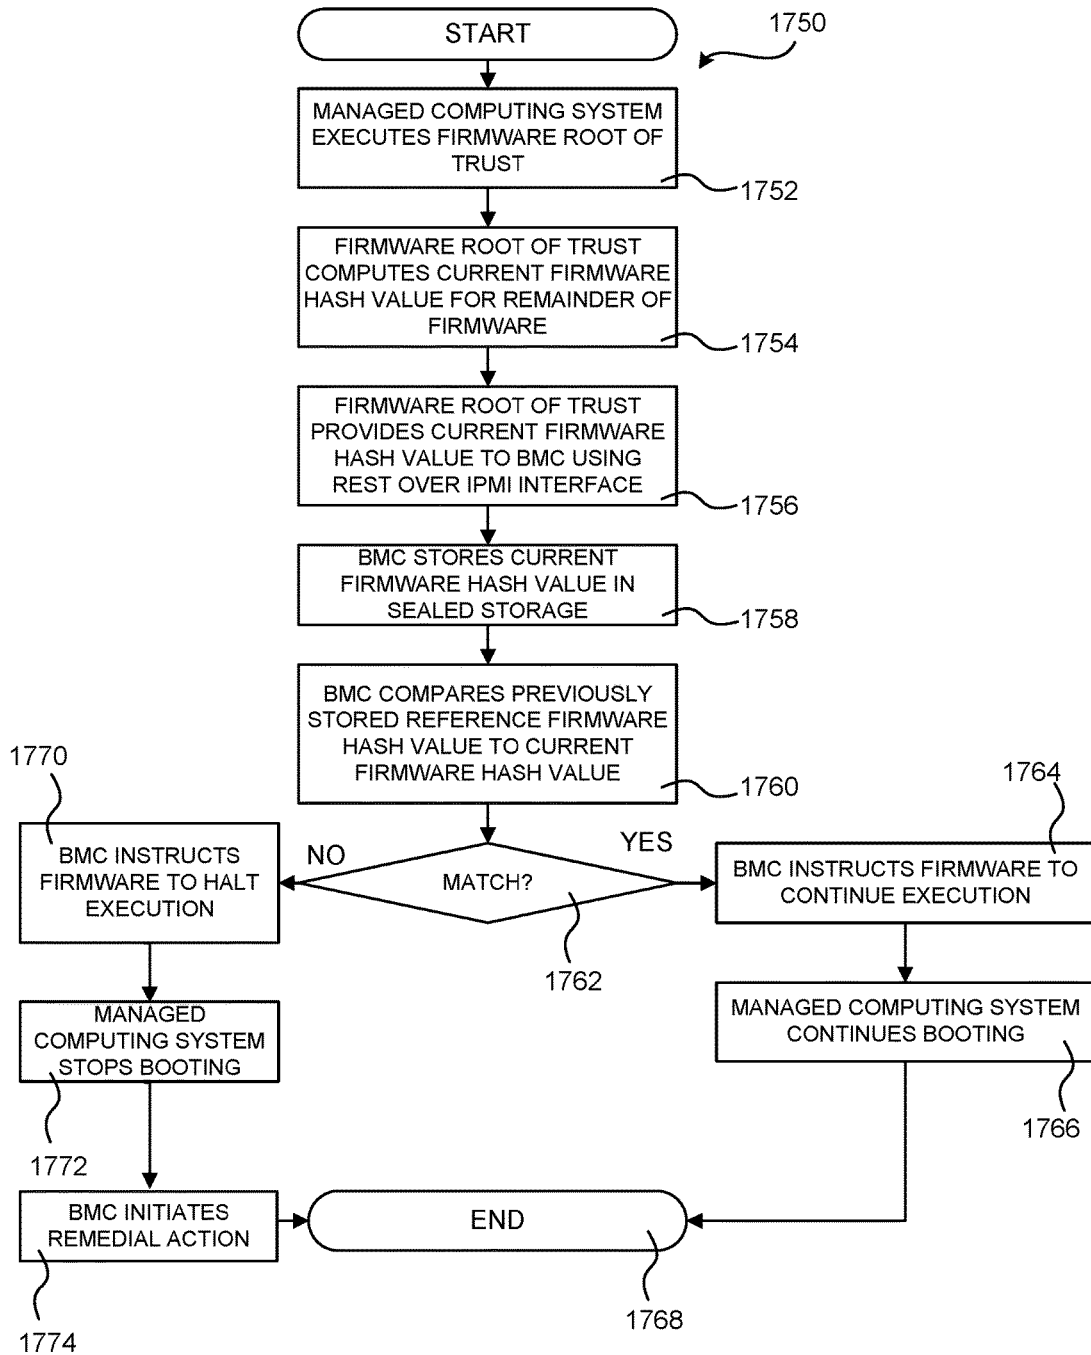 START
1750
MANAGED COMPUTING SYSTEM
EXECUTES FIRMWARE ROOT OF
TRUST
1752
FIRMWARE ROOT OF TRUST
COMPUTES CURRENT FIRMWARE
HASH VALUE FOR REMAINDER OF
FIRMWARE
1754
FIRMWARE ROOT OF TRUST
PROVIDES CURRENT FIRMWARE
HASH VALUE TO BMC USING
REST OVER IPMI INTERFACE
1756
BMC STORES CURRENT
FIRMWARE HASH VALUE IN
SEALED STORAGE
1758
BMC COMPARES PREVIOUSLY
STORED REFERENCE FIRMWARE
HASH VALUE TO CURRENT
FIRMWARE HASH VALUE
1760
MATCH?
1762
NO
YES
1770
BMC INSTRUCTS
FIRMWARE TO HALT
EXECUTION
1764
BMC INSTRUCTS FIRMWARE TO
CONTINUE EXECUTION
MANAGED
COMPUTING SYSTEM
STOPS BOOTING
1772
MANAGED COMPUTING SYSTEM
CONTINUES BOOTING
1766
BMC INITIATES
REMEDIAL ACTION
1774
END
1768